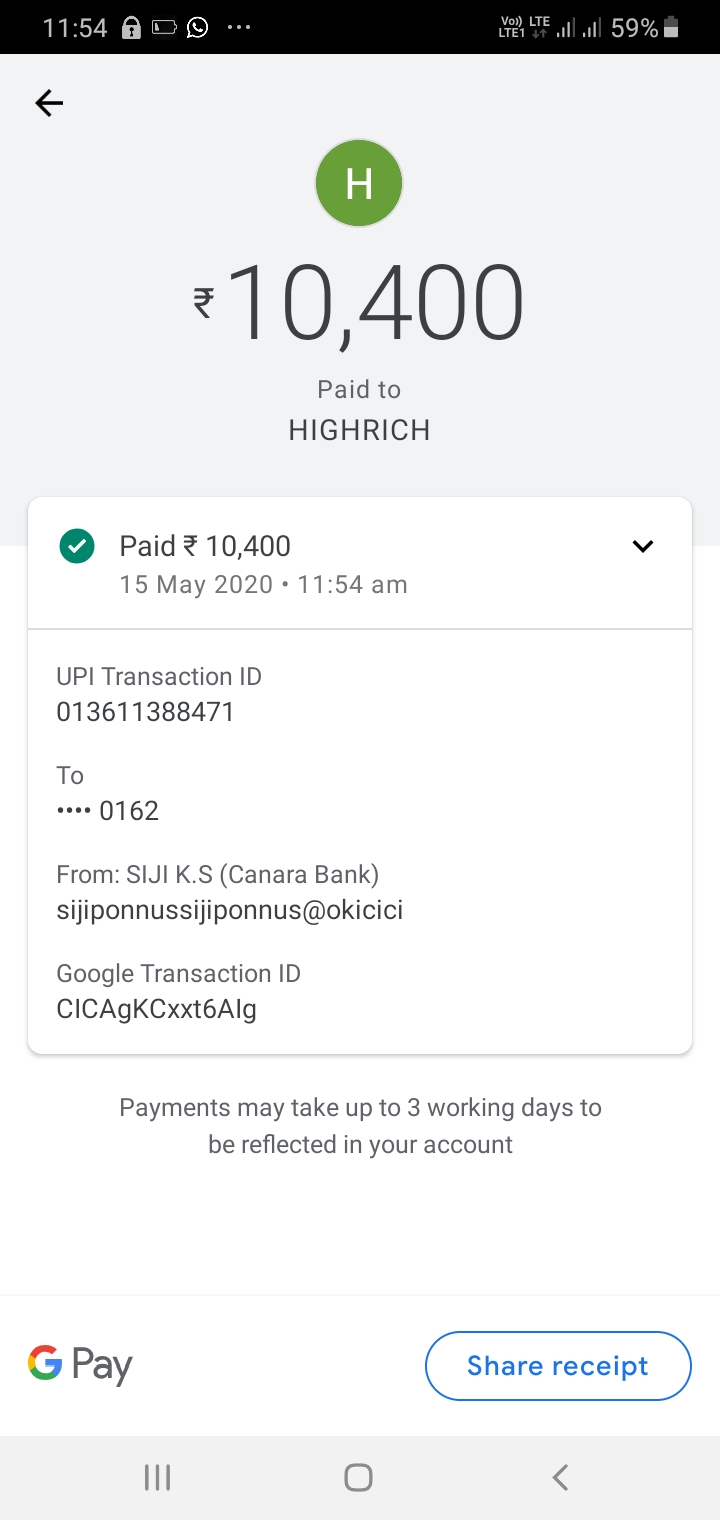 11:54 ... Vo)) LTE LTE1 59%
H
₹10,400
Paid to
HIGHRICH
Paid ₹ 10,400
15 May 2020 • 11:54 am
UPI Transaction ID
013611388471
To
•••• 0162
From: SIJI K.S (Canara Bank)
sijiponnussijiponnus@okicici
Google Transaction ID
CICAgKCxxt6AIg
Payments may take up to 3 working days to
be reflected in your account
G Pay
Share receipt